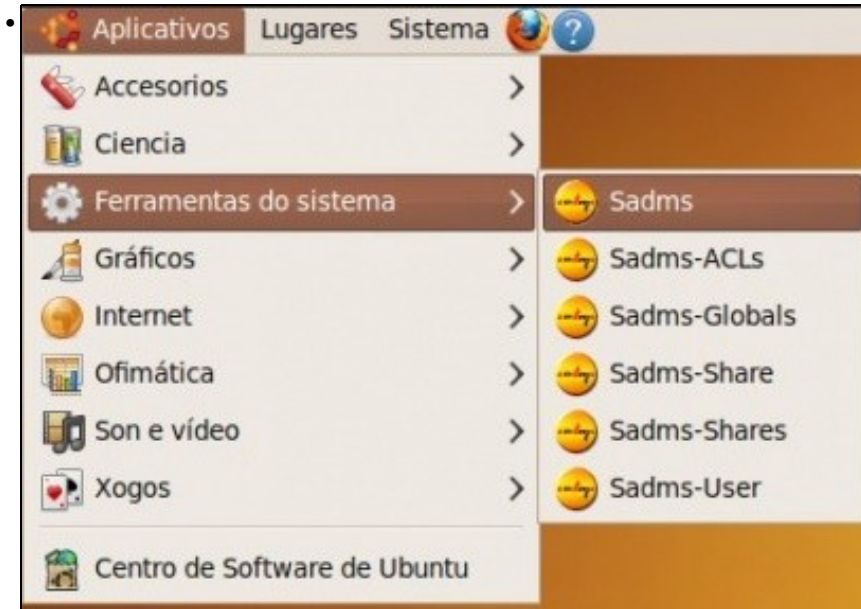 Aplicativos Lugares Sistema
Accesorios
Ciencia
Ferramentas do sistema
Gráficos
Internet
Ofimática
Son e vídeo
Xogos
Centro de Software de Ubuntu
Sadms
Sadms-ACLs
Sadms-Globals
Sadms-Share
Sadms-Shares
Sadms-User